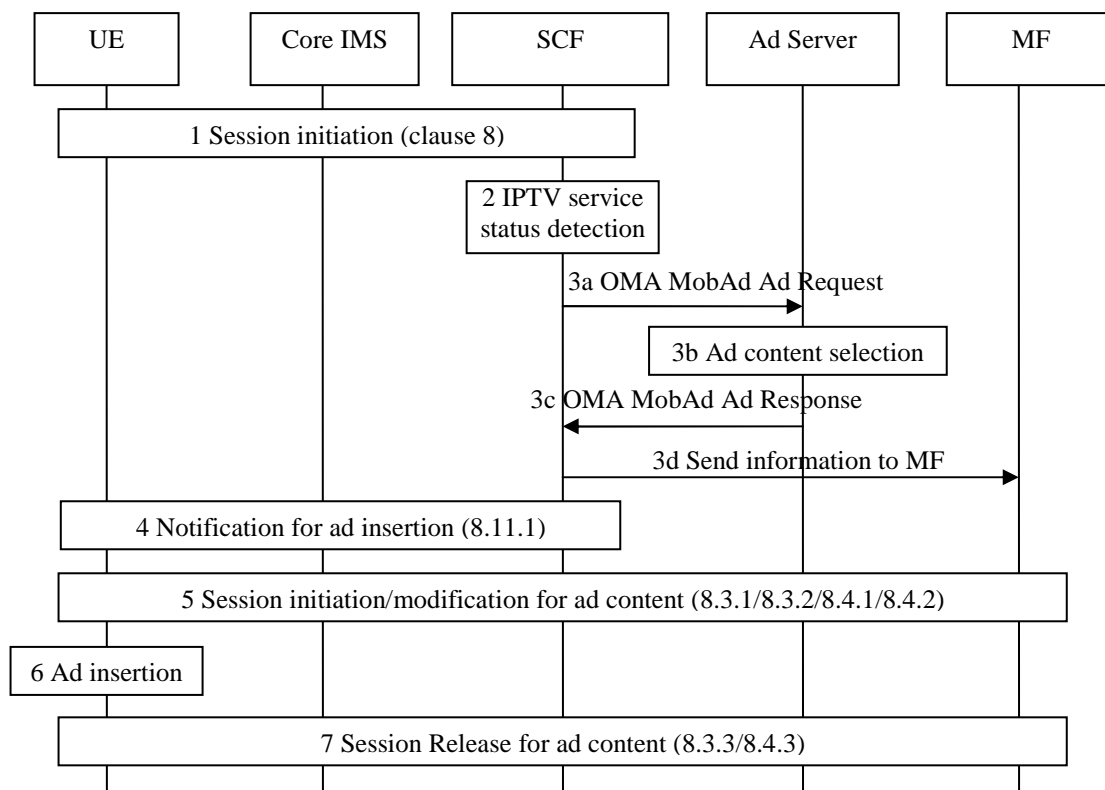 UE
Core IMS
SCF
Ad Server
MF
1 Session initiation (clause 8)
2 IPTV service
status detection
3a OMA MobAd Ad Request
3b Ad content selection
3c OMA MobAd Ad Response
3d Send information to MF
4 Notification for ad insertion (8.11.1)
5 Session initiation/modification for ad content (8.3.1/8.3.2/8.4.1/8.4.2)
6 Ad insertion
7 Session Release for ad content (8.3.3/8.4.3)